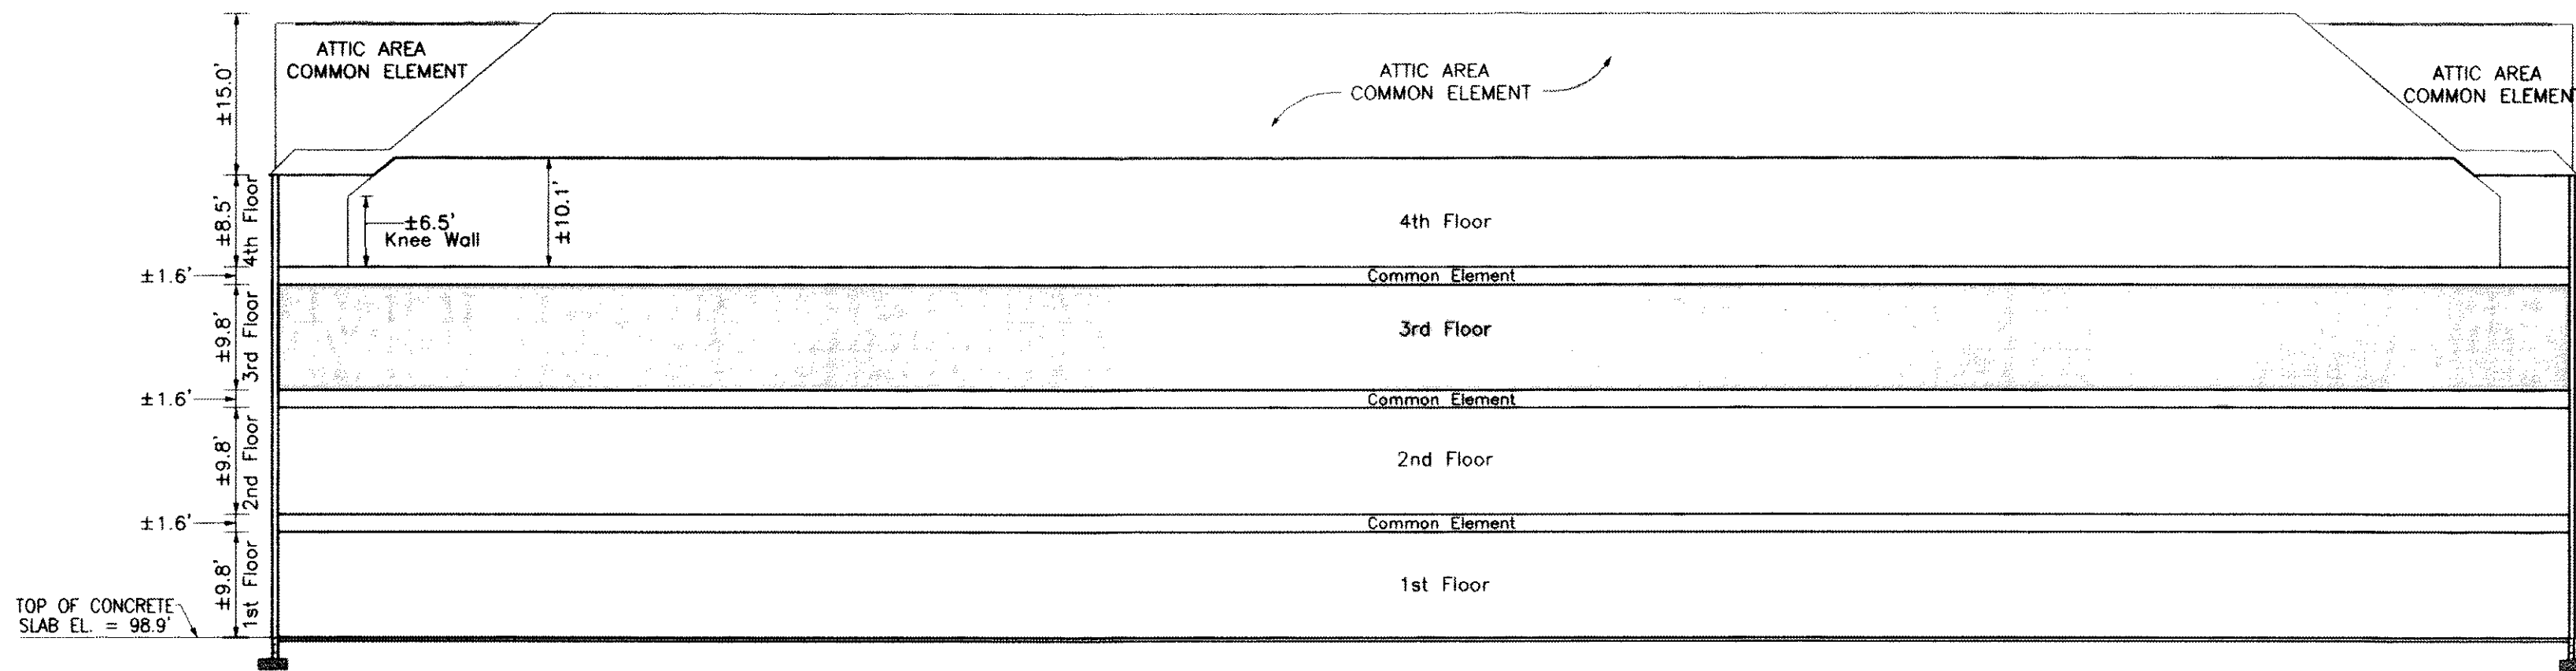 ATTIC AREA
COMMON ELEMENT
ATTIC AREA
COMMON ELEMENT
ATTIC AREA
COMMON ELEMEN
±15.0'
±8.5'
4th Floor
±6.5'
Knee Wall
±10.1'
4th Floor
±1.6'
Common Element
±9.8'
3rd Floor
3rd Floor
±1.6'
Common Element
±9.8'
2nd Floor
2nd Floor
±1.6'
Common Element
±9.8'
1st Floor
1st Floor
TOP OF CONCRETE
SLAB EL. = 98.9'